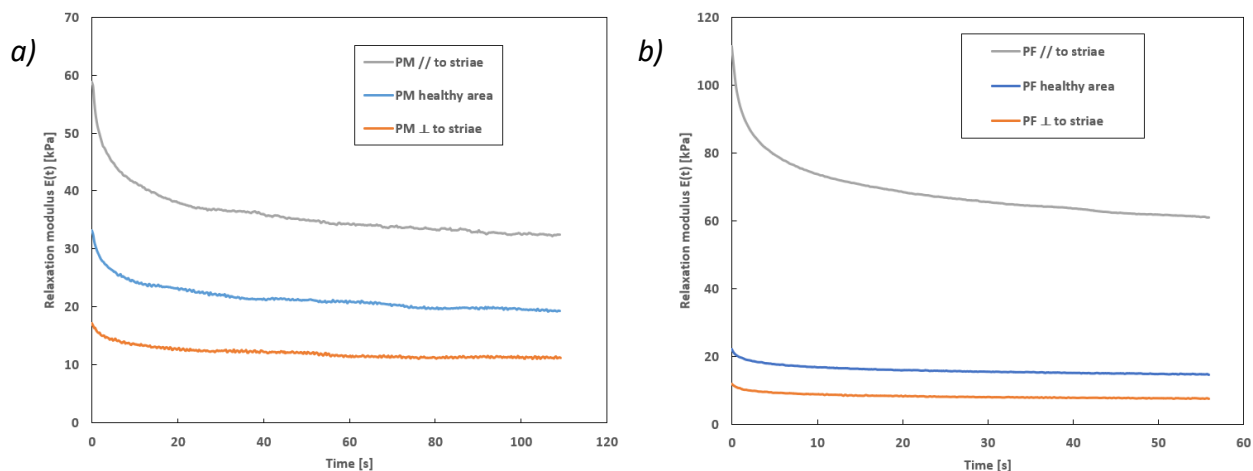 a)
70
60
50
40
30
20
10
0
Relaxation modulus E(t) [kPa]
PM // to striae
PM healthy area
PM ⊥ to striae
0 20 40 60 80 100 120
Time [s]
b)
120
100
80
60
40
20
0
Relaxation modulus E(t) [kPa]
PF // to striae
PF healthy area
PF ⊥ to striae
0 10 20 30 40 50 60
Time [s]